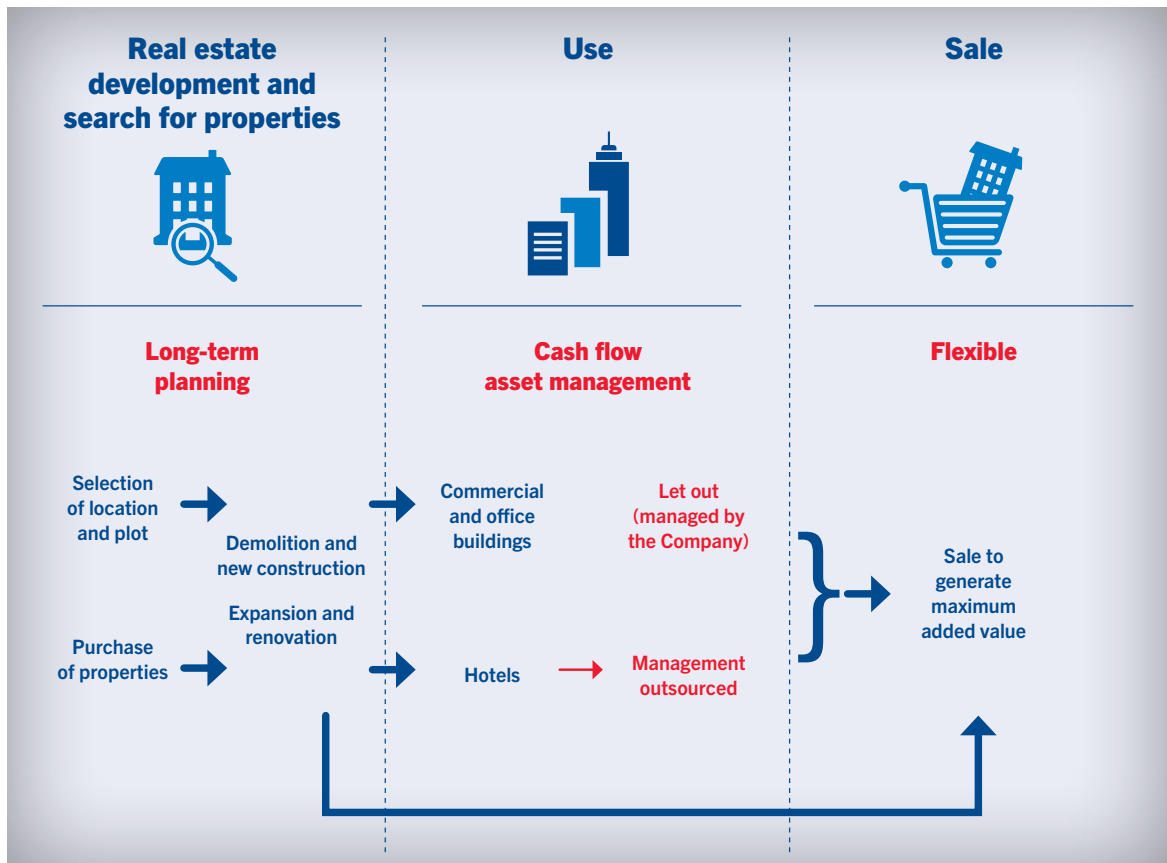 Real estate
development and
search for properties
Use
Sale
Long-term
planning
Cash flow
asset management
Flexible
Selection
of location
and plot
Demolition and
new construction
Expansion and
renovation
Purchase
of properties
Commercial
and office
buildings
Let out
(managed by
the Company)
Hotels
Management
outsourced
Sale to
generate
maximum
added value